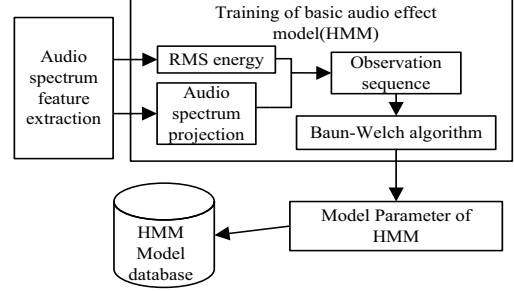 Training of basic audio effect
model(HMM)
Audio
spectrum
feature
extraction
RMS energy
Audio
spectrum
projection
Observation
sequence
Baun-Welch algorithm
Model Parameter of
HMM
HMM
Model
database